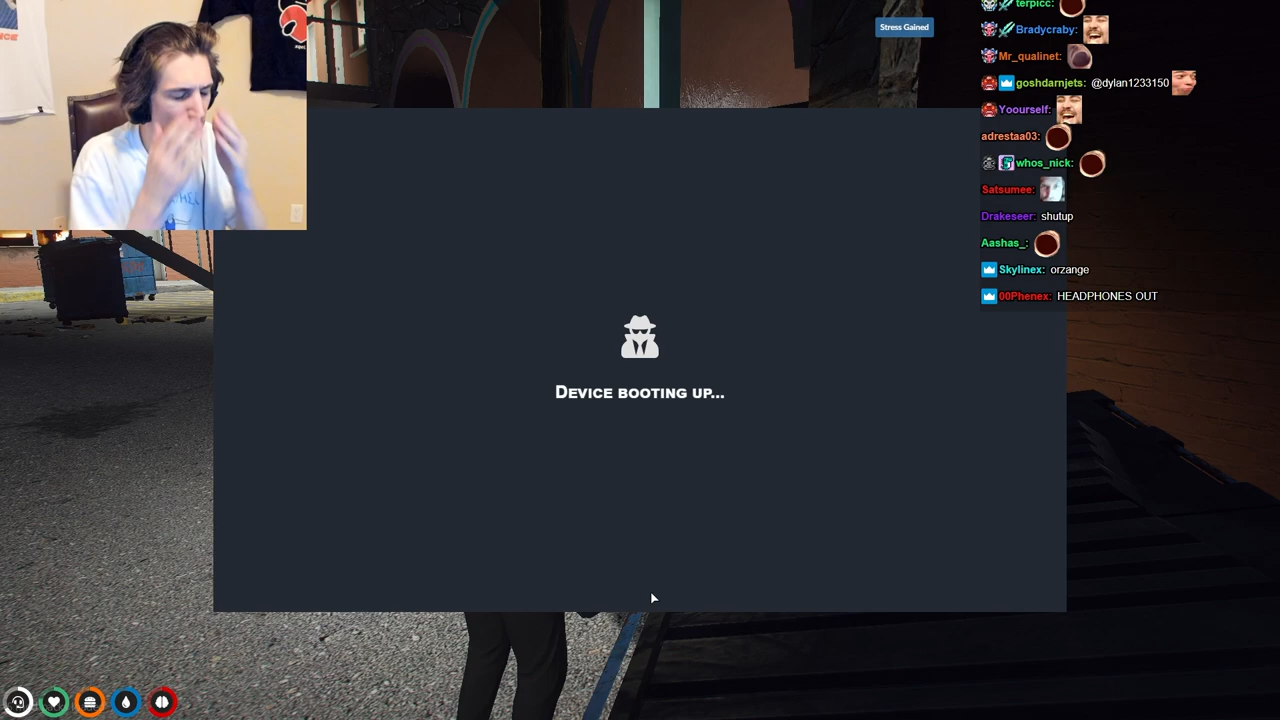 Stress Gained
terpicc:
Bradycraby:
Mr_qualinet:
goshdarnjets: @dylan1233150
Yoourself:
adrestaa03:
whos_nick:
Satsumee:
Drakeseer: shutup
Aashas_:
Skylinex: orzange
00Phenex: HEADPHONES OUT
Device booting up...